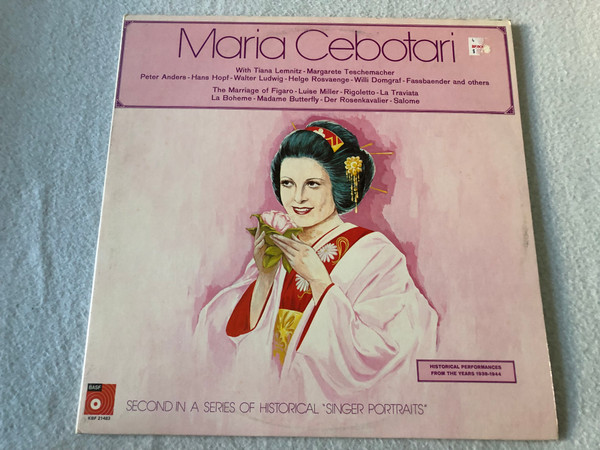 Maria Cebotari
With Tiana Lemnitz - Margarete Teschemacher
Peter Anders - Hans Hopf - Walter Ludwig - Helge Rosvaenge - Willi Domgraf - Fassbaender and others
The Marriage of Figaro - Luise Miller - Rigoletto - La Traviata
La Boheme - Madame Butterfly - Der Rosenkavalier - Salome
HISTORICAL PERFORMANCES
FROM THE YEARS
BASF
SECOND IN A SERIES OF HISTORICAL "SINGER PORTRAITS"